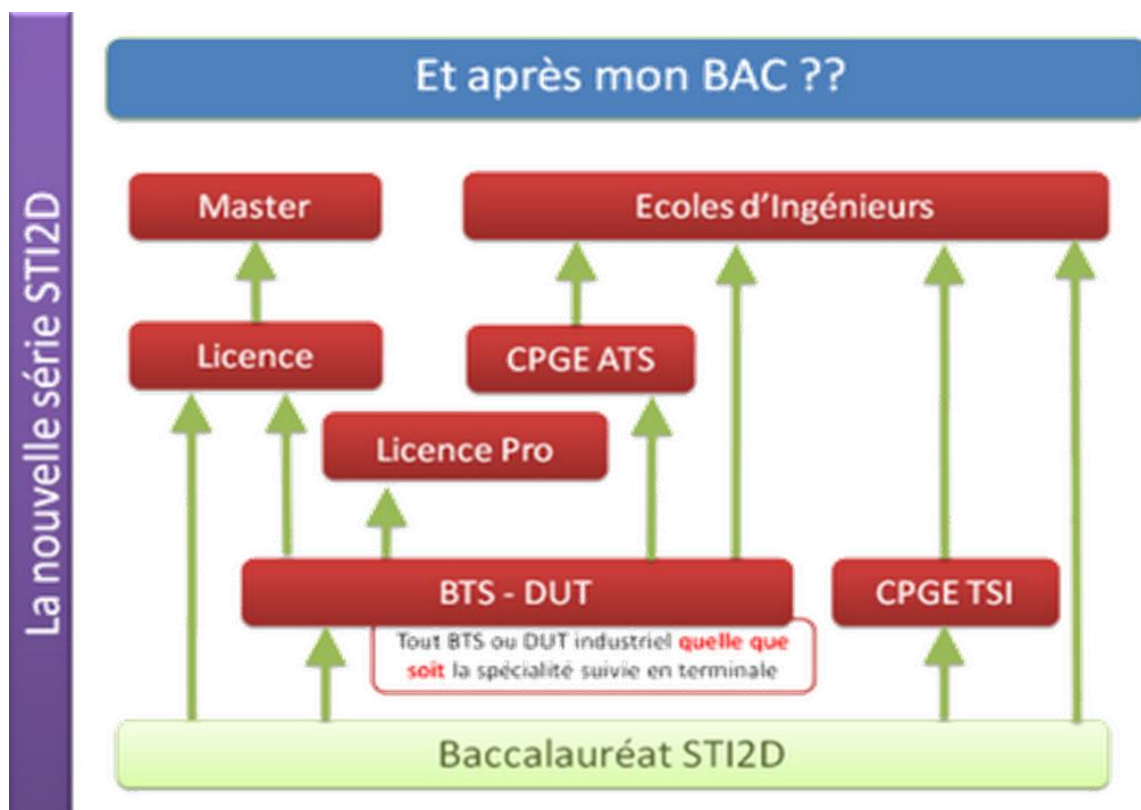 La nouvelle série STI2D
Et après mon BAC ??
Master
Ecoles d'Ingénieurs
Licence
CPGE ATS
Licence Pro
BTS - DUT
CPGE TSI
Tout BTS ou DUT industriel quelle que
soit la spécialité suivie en terminale
Baccalauréat STI2D